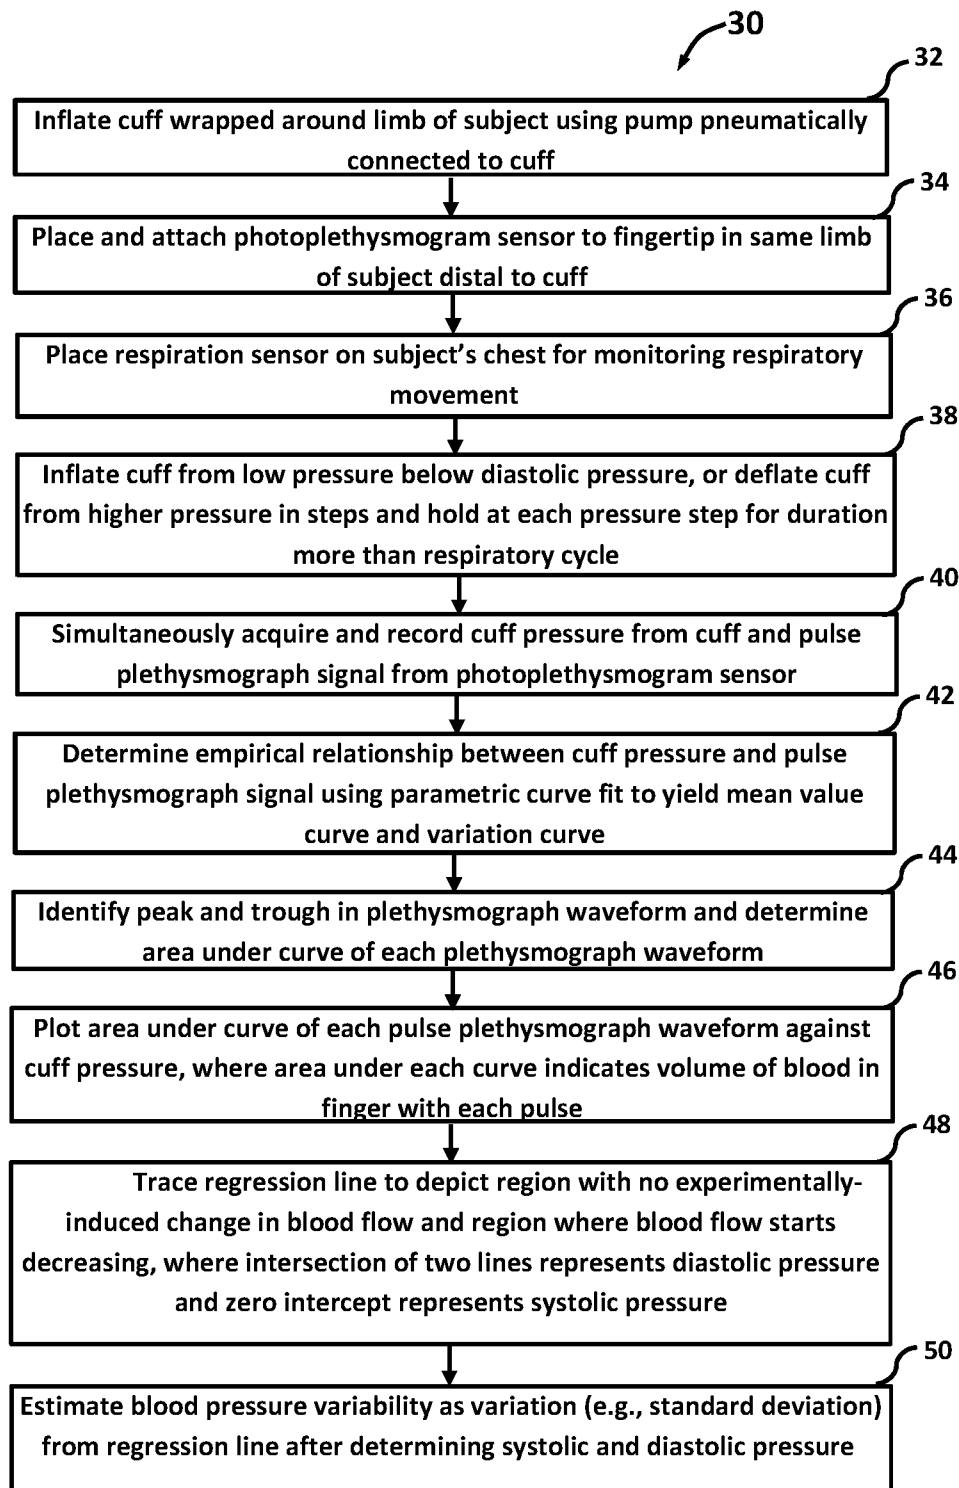 30
32
Inflate cuff wrapped around limb of subject using pump pneumatically
connected to cuff
34
Place and attach photoplethysmogram sensor to fingertip in same limb
of subject distal to cuff
36
Place respiration sensor on subject's chest for monitoring respiratory
movement
38
Inflate cuff from low pressure below diastolic pressure, or deflate cuff
from higher pressure in steps and hold at each pressure step for duration
more than respiratory cycle
40
Simultaneously acquire and record cuff pressure from cuff and pulse
plethysmograph signal from photoplethysmogram sensor
42
Determine empirical relationship between cuff pressure and pulse
plethysmograph signal using parametric curve fit to yield mean value
curve and variation curve
44
Identify peak and trough in plethysmograph waveform and determine
area under curve of each plethysmograph waveform
46
Plot area under curve of each pulse plethysmograph waveform against
cuff pressure, where area under each curve indicates volume of blood in
finger with each pulse
48
Trace regression line to depict region with no experimentally-
induced change in blood flow and region where blood flow starts
decreasing, where intersection of two lines represents diastolic pressure
and zero intercept represents systolic pressure
50
Estimate blood pressure variability as variation (e.g., standard deviation)
from regression line after determining systolic and diastolic pressure